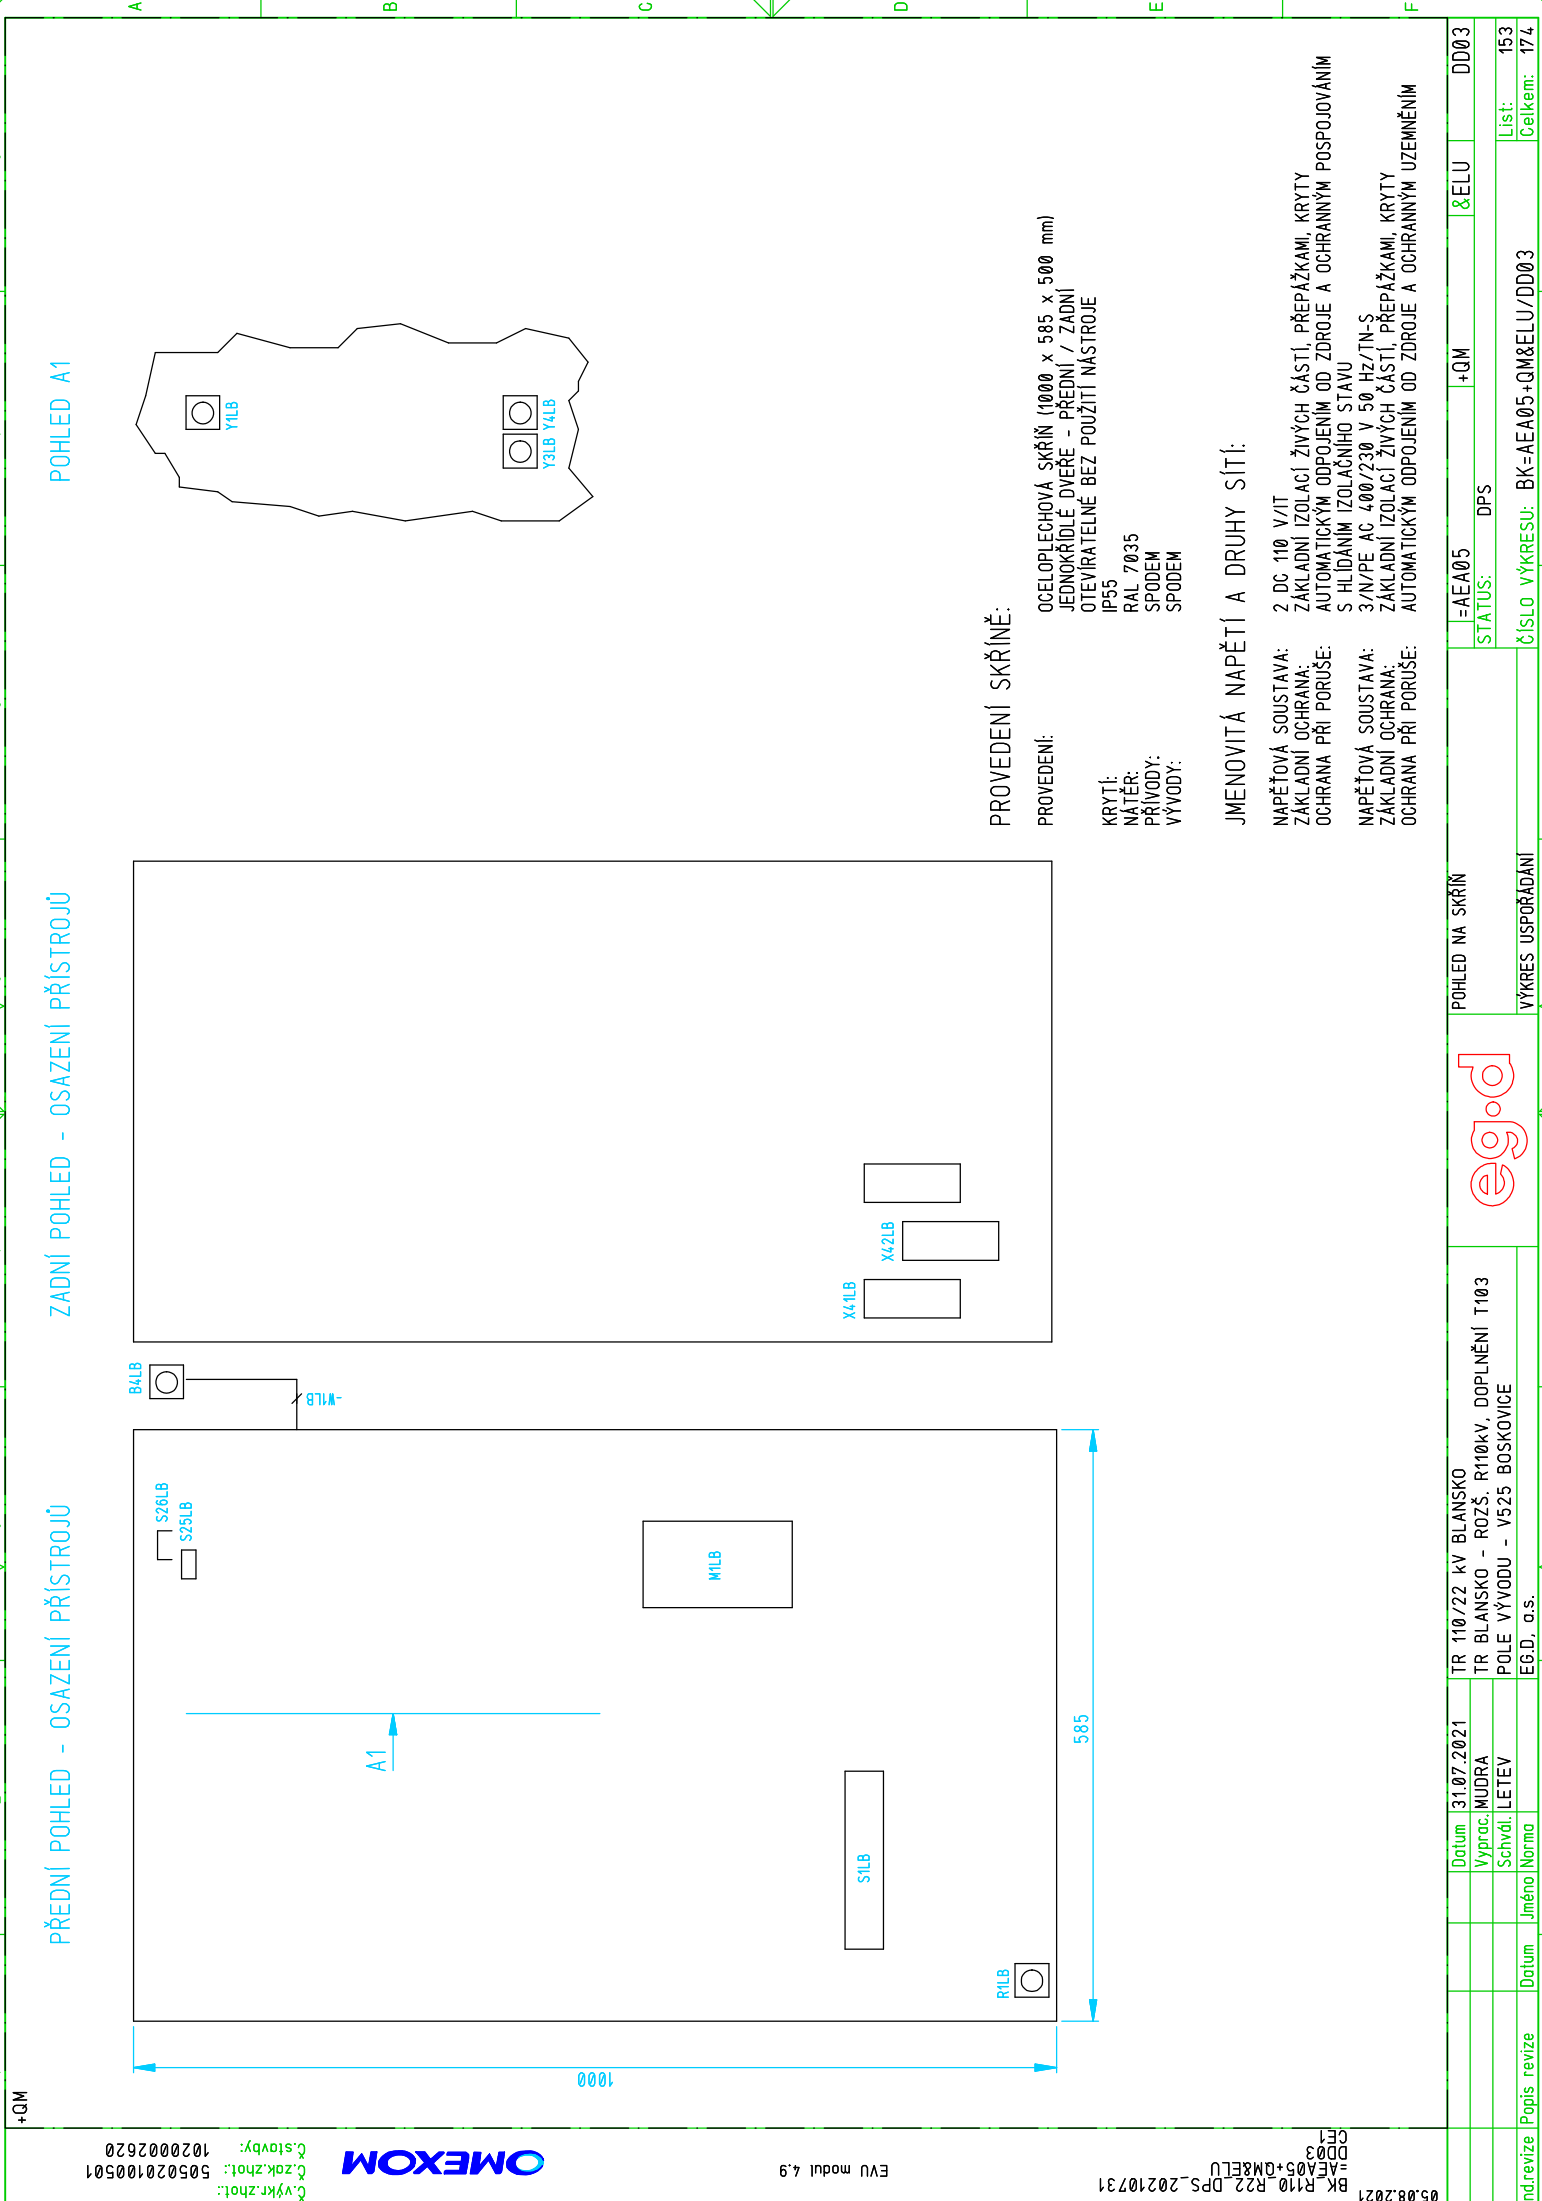 +QM
PŘEDNÍ POHLED - OSAZENÍ PŘÍSTROJŮ
ZADNÍ POHLED - OSAZENÍ PŘÍSTROJŮ
POHLED A1
A
B
C
D
E
F
S26LB
S25LB
B4LB
-W1LB
A1
M1LB
S1LB
R1LB
1000
585
X41LB
X42LB
Y1LB
Y3LB Y4LB
PROVEDENÍ SKŘÍNĚ:
PROVEDENÍ: OCELOPLECHOVÁ SKŘÍŇ (1000 x 585 x 500 mm)
JEDNOKŘÍDLÉ DVEŘE - PŘEDNÍ / ZADNÍ
OTEVÍRATELNÉ BEZ POUŽITÍ NÁSTROJE
KRYTÍ: IP55
NÁTĚR: RAL 7035
PŘÍVODY: SPODEM
VÝVODY: SPODEM
JMENOVITÁ NAPĚTÍ A DRUHY SÍTÍ:
NAPĚŤOVÁ SOUSTAVA: 2 DC 110 V/IT
ZÁKLADNÍ OCHRANA: ZÁKLADNÍ IZOLACÍ ŽIVÝCH ČÁSTÍ, PŘEPÁŽKAMI, KRYTY
OCHRANA PŘI PORUŠE: AUTOMATICKÝM ODPOJENÍM OD ZDROJE A OCHRANNÝM POSPOJOVÁNÍM
S HLÍDÁNÍM IZOLAČNÍHO STAVU
NAPĚŤOVÁ SOUSTAVA: 3/N/PE AC 400/230 V 50 Hz/TN-S
ZÁKLADNÍ OCHRANA: ZÁKLADNÍ IZOLACÍ ŽIVÝCH ČÁSTÍ, PŘEPÁŽKAMI, KRYTY
OCHRANA PŘI PORUŠE: AUTOMATICKÝM ODPOJENÍM OD ZDROJE A OCHRANNÝM UZEMNĚNÍM
Č.výkr.zhot.:
Č.zak.zhot.: 505020100501
Č.stavby: 1020002620
OMEXOM
EVU modul 4.9
05.08.2021
BK_R110_R22_DPS_20210731
=AEA05+QM&ELU
DD03
CE1
nd.revize Popis revize Datum Jméno Norma
Datum 31.07.2021
Vyprac. MUDRA
Schvál. LETEV
TR 110/22 kV BLANSKO
TR BLANSKO - ROZŠ. R110kV, DOPLNĚNÍ T103
POLE VÝVODU - V525 BOSKOVICE
EG.D, a.s.
eg·d
POHLED NA SKŘÍŇ
VÝKRES USPOŘÁDÁNÍ
=AEA05 +QM &ELU DD03
STATUS: DPS
List: 153
ČÍSLO VÝKRESU: BK=AEA05+QM&ELU/DD03 Celkem: 174